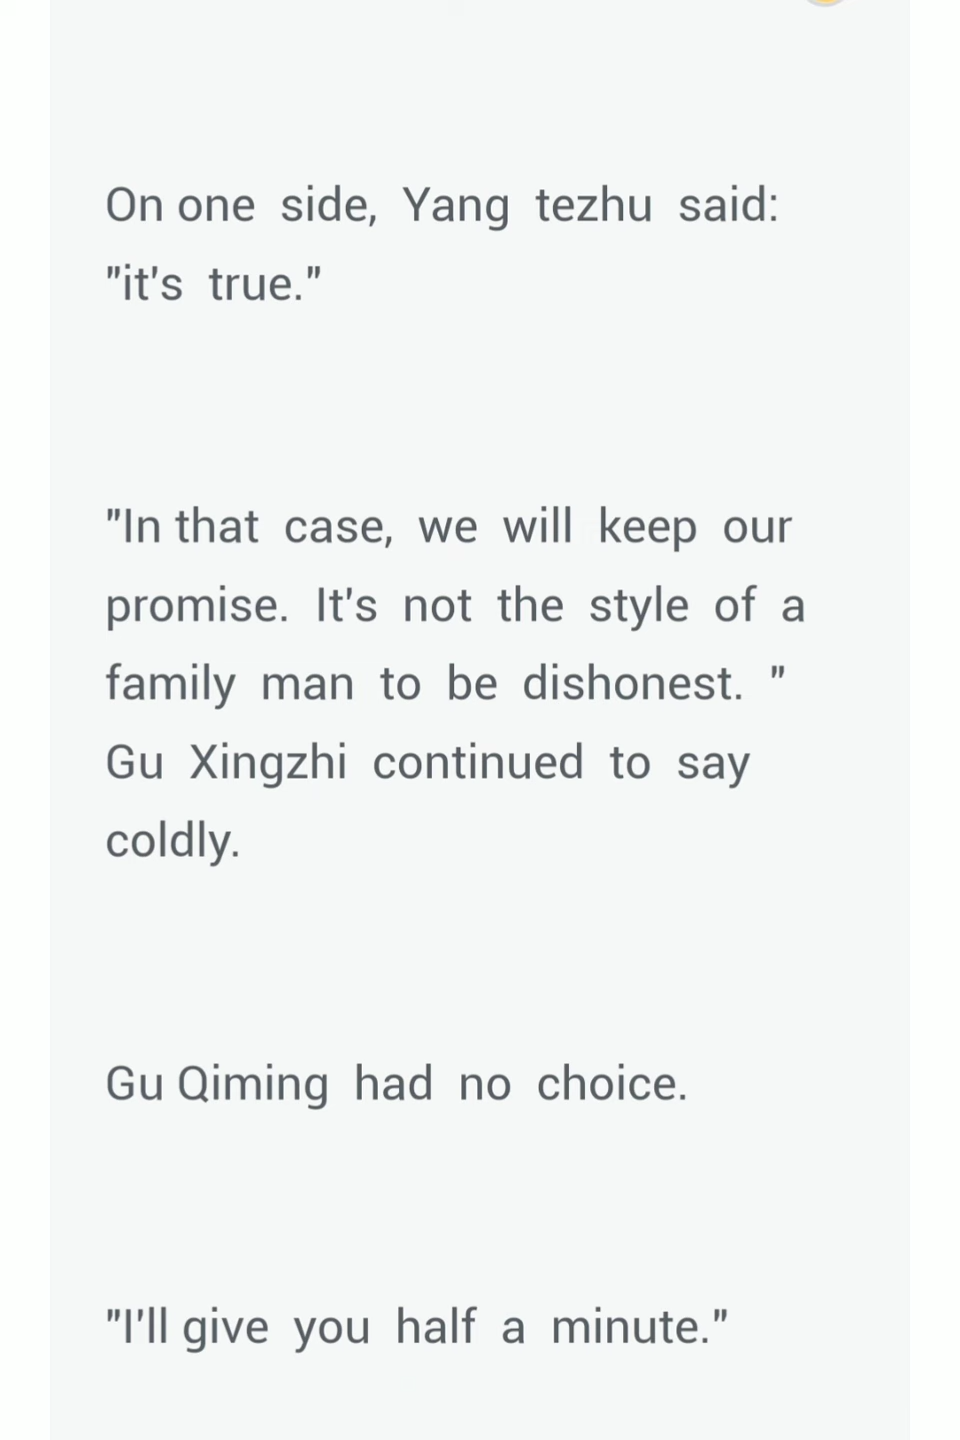 On one side, Yang tezhu said:
"it's true."
"In that case, we will keep our
promise. It's not the style of a
family man to be dishonest. "
Gu Xingzhi continued to say
coldly.
Gu Qiming had no choice.
"I'll give you half a minute."